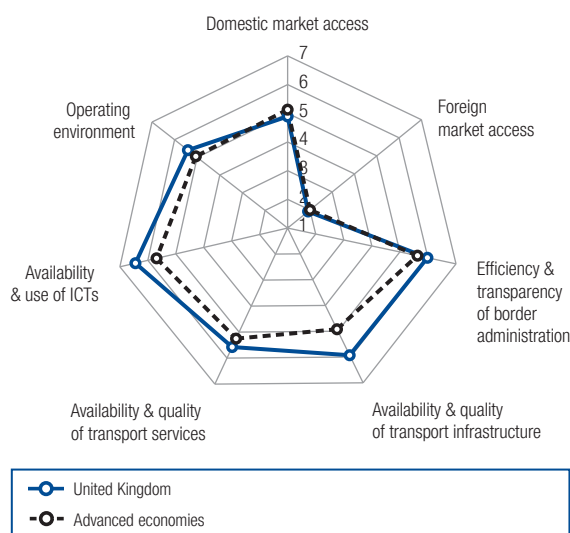 Domestic market access
7
6
5
4
3
2
1
Operating
environment
Foreign
market access
Availability
& use of ICTs
Efficiency &
transparency
of border
administration
Availability & quality
of transport services
Availability & quality
of transport infrastructure
United Kingdom
Advanced economies